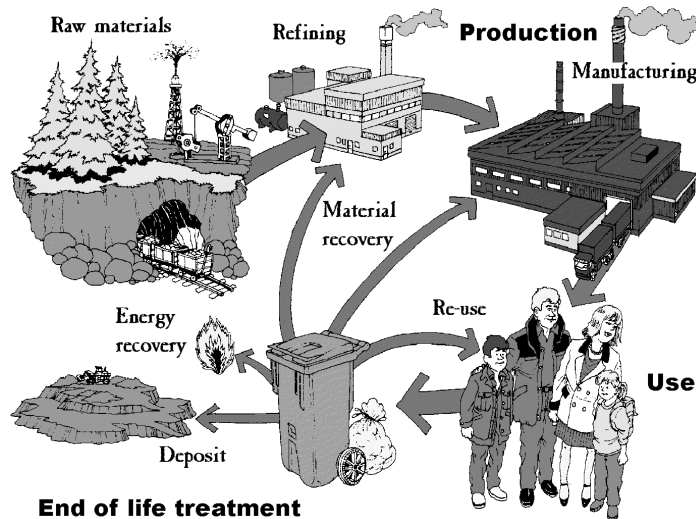 Raw materials
Refining
Production
Manufacturing
Material
recovery
Energy
recovery
Re-use
Use
Deposit
End of life treatment